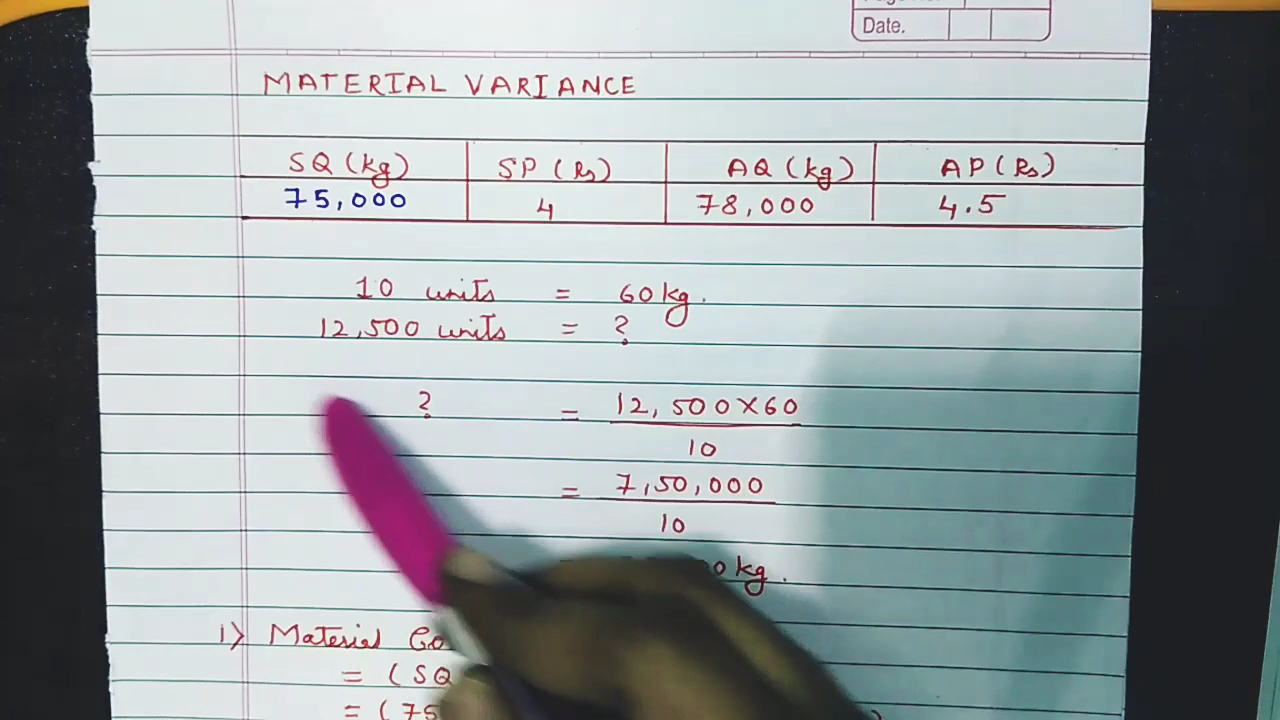 Date.
MATERIAL VARIANCE
SQ (kg) SP (Rs) AQ (kg) AP (Rs)
75,000 4 78,000 4.5
10 units = 60 kg.
12,500 units = ?
? = 12,500 X 60
10
= 7,50,000
10
0 kg.
1) Material
= (SQ
= (75